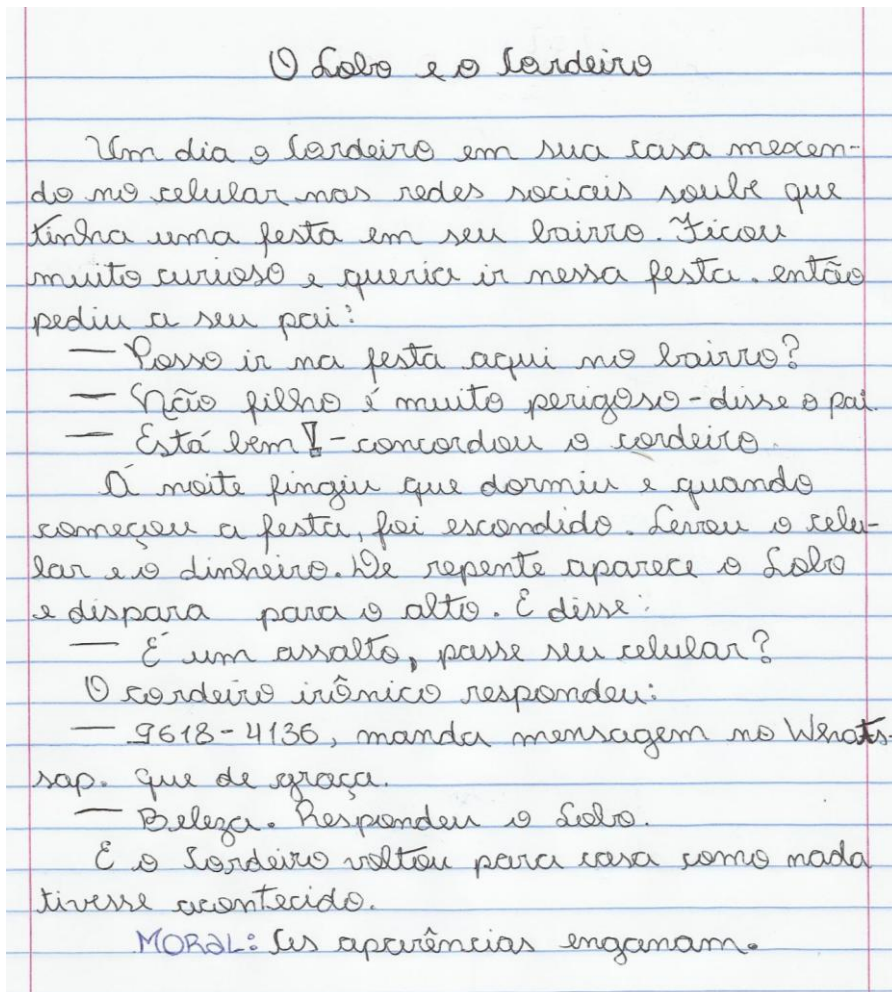 O Lobo e o Cordeiro
Um dia o Cordeiro em sua casa mexen-
do no celular nas redes sociais soube que
tinha uma festa em seu bairro. Ficou
muito curioso e queria ir nessa festa. então
pediu a seu pai:
— Posso ir na festa aqui no bairro?
— Não filho é muito perigoso - disse o pai.
— Está bem! - concordou o cordeiro.
Á noite fingiu que dormiu e quando
começou a festa, foi escondido. Levou o celu-
lar e o dinheiro. De repente aparece o Lobo
e dispara para o alto. E disse:
— É um assalto, passe seu celular?
O cordeiro irônico respondeu:
— 9618-4136, manda mensagem no Whats-
sap. que de graça.
— Beleza. Respondeu o Lobo.
E o Cordeiro voltou para casa como nada
tivesse acontecido.
MORAL: As aparências enganam.